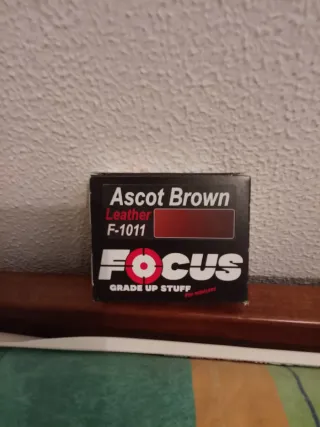 Ascot Brown
Leather
F-1011
FOCUS
GRADE UP STUFF